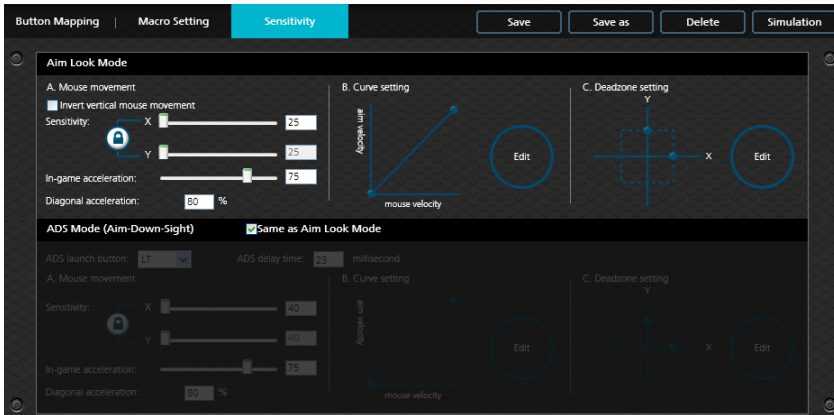 Button Mapping | Macro Setting Sensitivity Save Save as Delete Simulation
Aim Look Mode
A. Mouse movement
Invert vertical mouse movement
Sensitivity: X 25
Y 25
In-game acceleration: 75
Diagonal acceleration: 80 %
B. Curve setting
aim velocity
mouse velocity
Edit
C. Deadzone setting
Y
X
Edit
ADS Mode (Aim-Down-Sight) Same as Aim Look Mode
ADS launch button: LT ADS delay time: 23 millisecond
A. Mouse movement
Sensitivity: X 40
Y 40
In-game acceleration: 75
Diagonal acceleration: 80 %
B. Curve setting
aim velocity
mouse velocity
Edit
C. Deadzone setting
Y
X
Edit